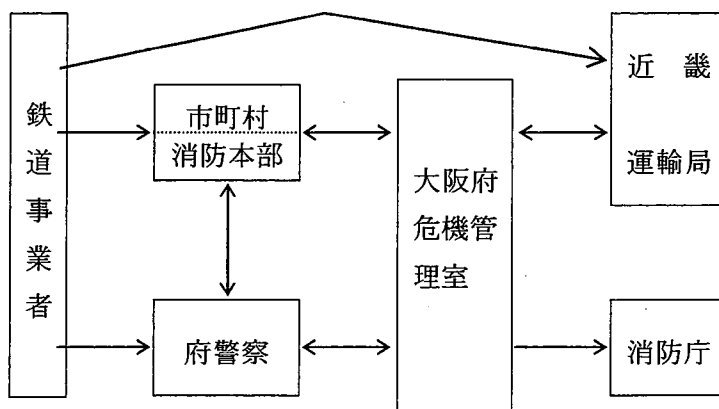 鉄道事業者
市町村
消防本部
府警察
大阪府
危機管
理室
近畿
運輸局
消防庁